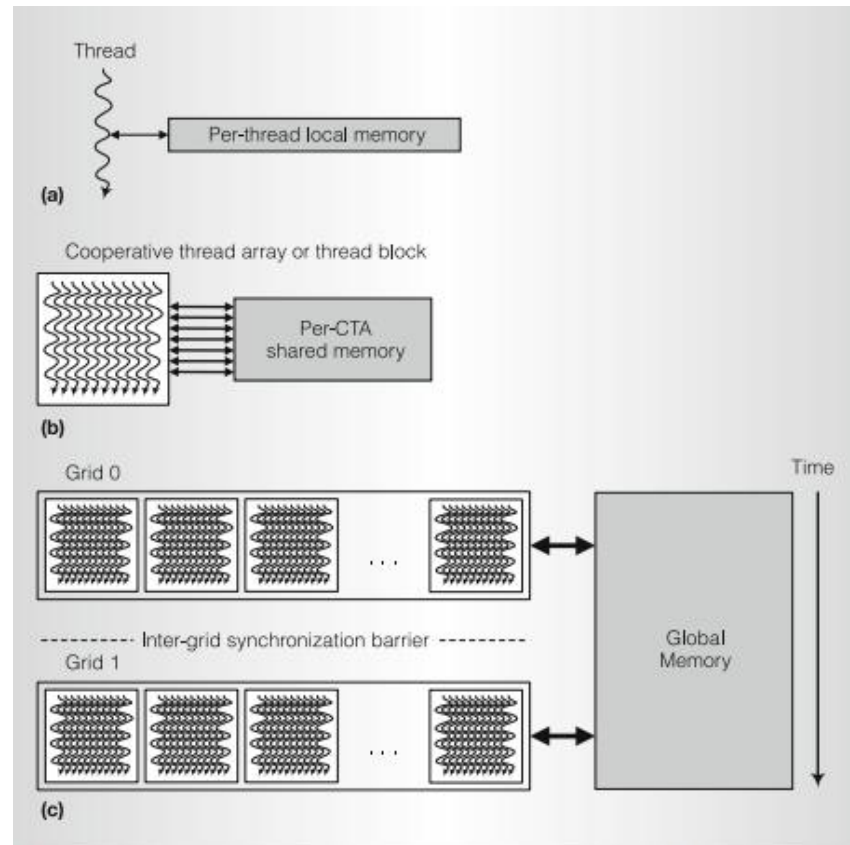 Thread
Per-thread local memory
(a)
Cooperative thread array or thread block
Per-CTA
shared memory
(b)
Grid 0
Time
. . .
Inter-grid synchronization barrier
Global
Memory
Grid 1
. . .
(c)